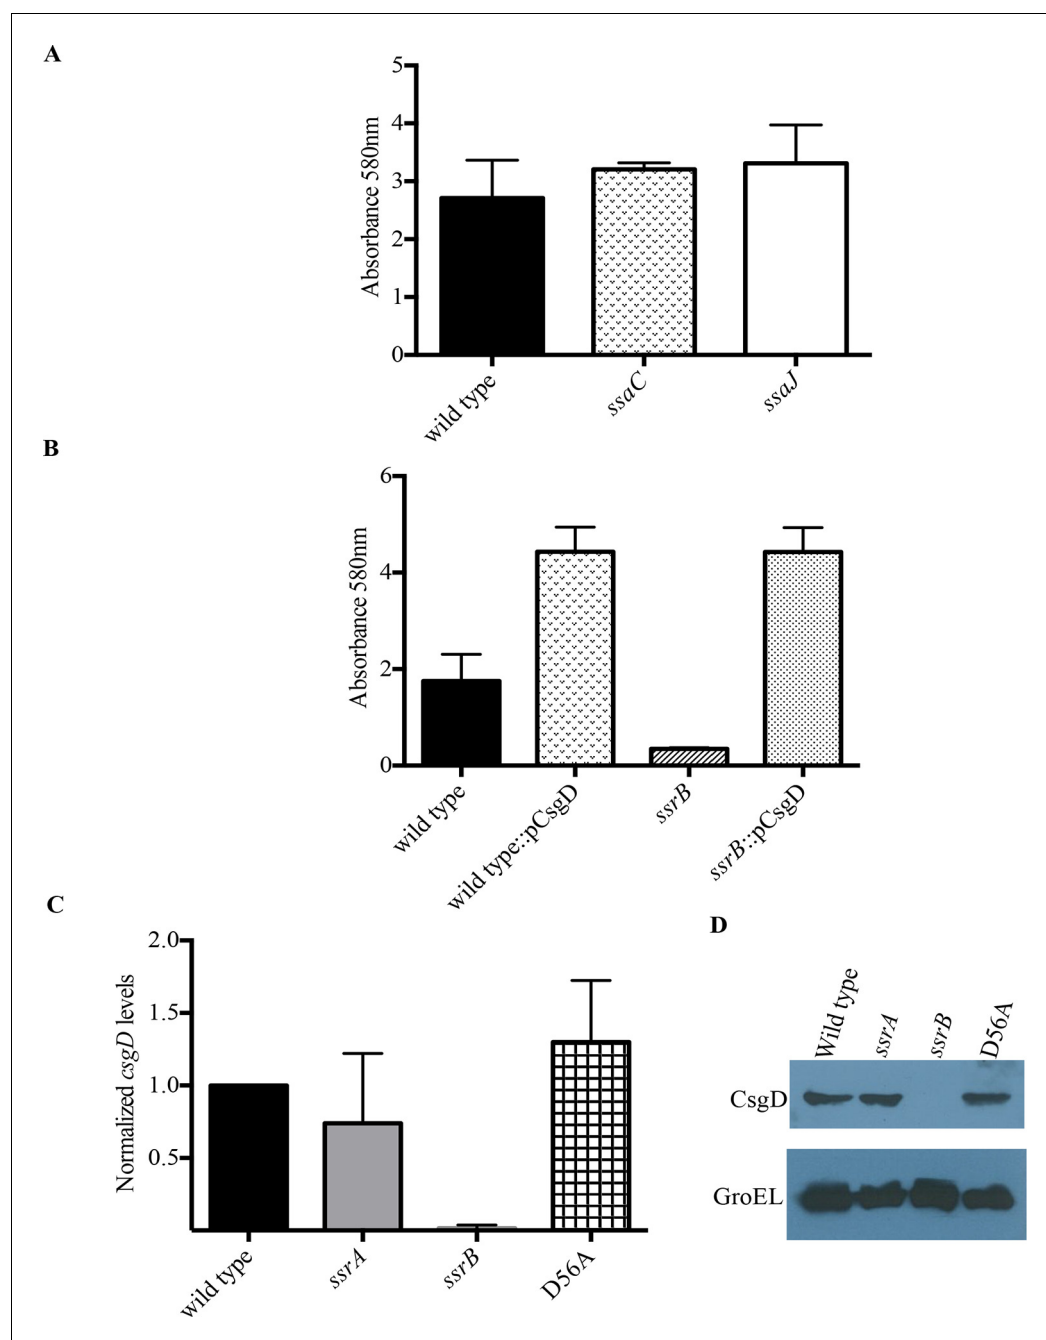 A
Absorbance 580nm
5
4
3
2
1
0
wild type
ssaC
ssaJ
B
Absorbance 580nm
6
4
2
0
wild type
wild type::pCsgD
ssrB
ssrB::pCsgD
C
Normalized csgD levels
2.0
1.5
1.0
0.5
wild type
ssrA
ssrB
D56A
D
Wild type
ssrA
ssrB
D56A
CsgD
GroEL